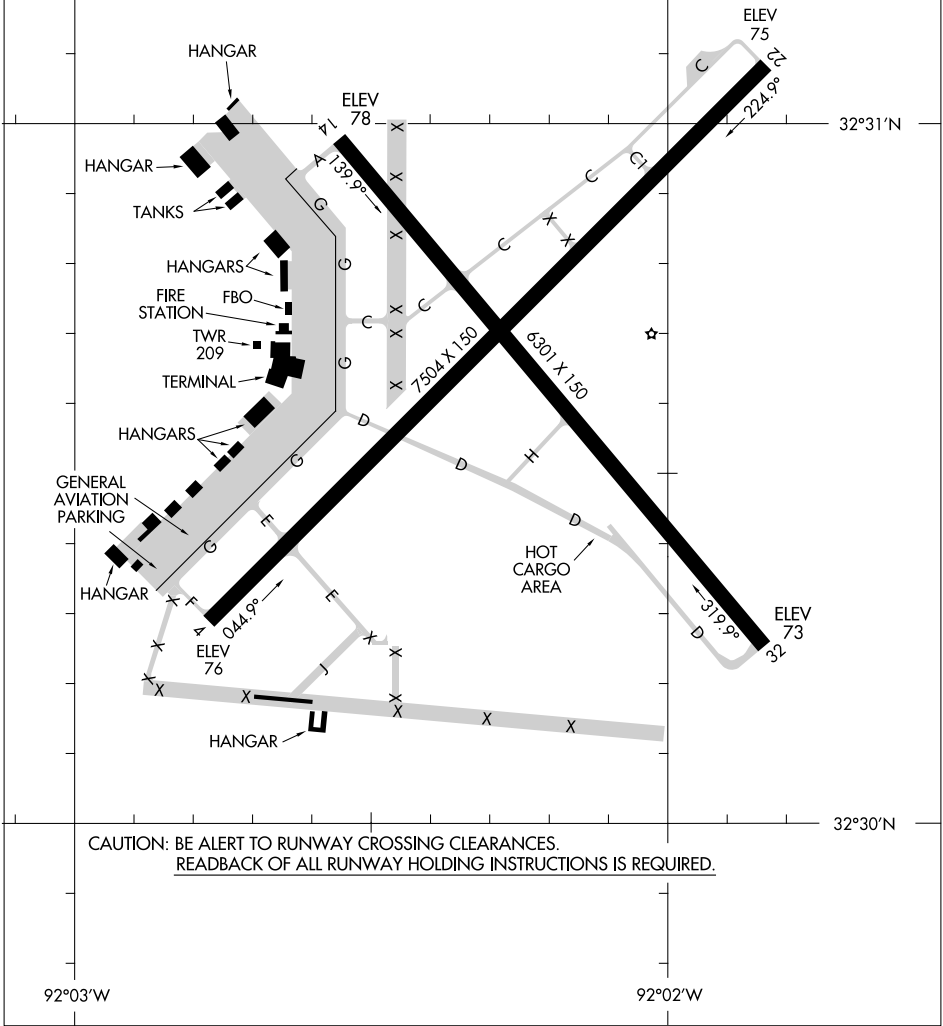 ELEV
75
22
224.9°
HANGAR
ELEV
78
14
X
C
32°31'N
HANGAR
A
139.9°
C1
X
C
TANKS
G
X
X
C
X
HANGARS
G
FIRE
STATION
FBO
C
X
C
X
TWR
209
7504 X 150
6301 X 150
TERMINAL
G
X
D
HANGARS
H
G
D
GENERAL
AVIATION
PARKING
E
D
G
HOT
CARGO
AREA
HANGAR
X
F
044.9°
E
319.9°
ELEV
73
4
X
D
32
ELEV
76
X
X
J
X
X
X
X
X
X
X
HANGAR
32°30'N
CAUTION: BE ALERT TO RUNWAY CROSSING CLEARANCES.
READBACK OF ALL RUNWAY HOLDING INSTRUCTIONS IS REQUIRED.
92°03'W
92°02'W